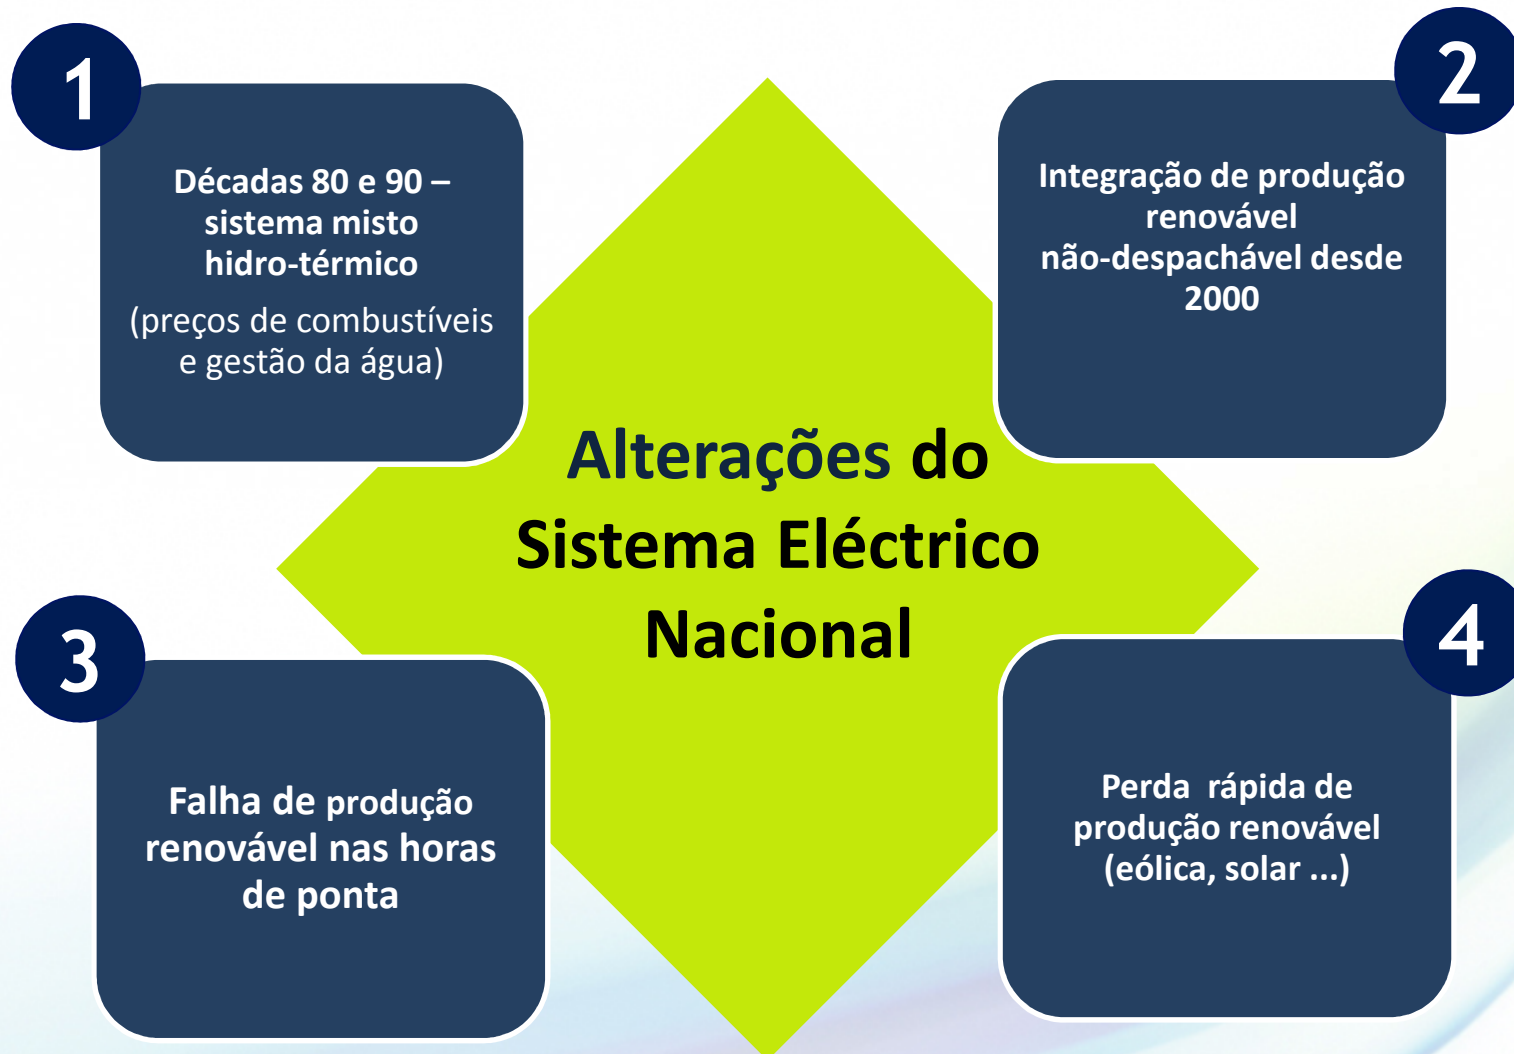 1
Décadas 80 e 90 –
sistema misto
hidro-térmico
(preços de combustíveis
e gestão da água)
2
Integração de produção
renovável
não-despachável desde
2000
Alterações do
Sistema Eléctrico
Nacional
3
Falha de produção
renovável nas horas
de ponta
4
Perda  rápida de
produção renovável
(eólica, solar ...)